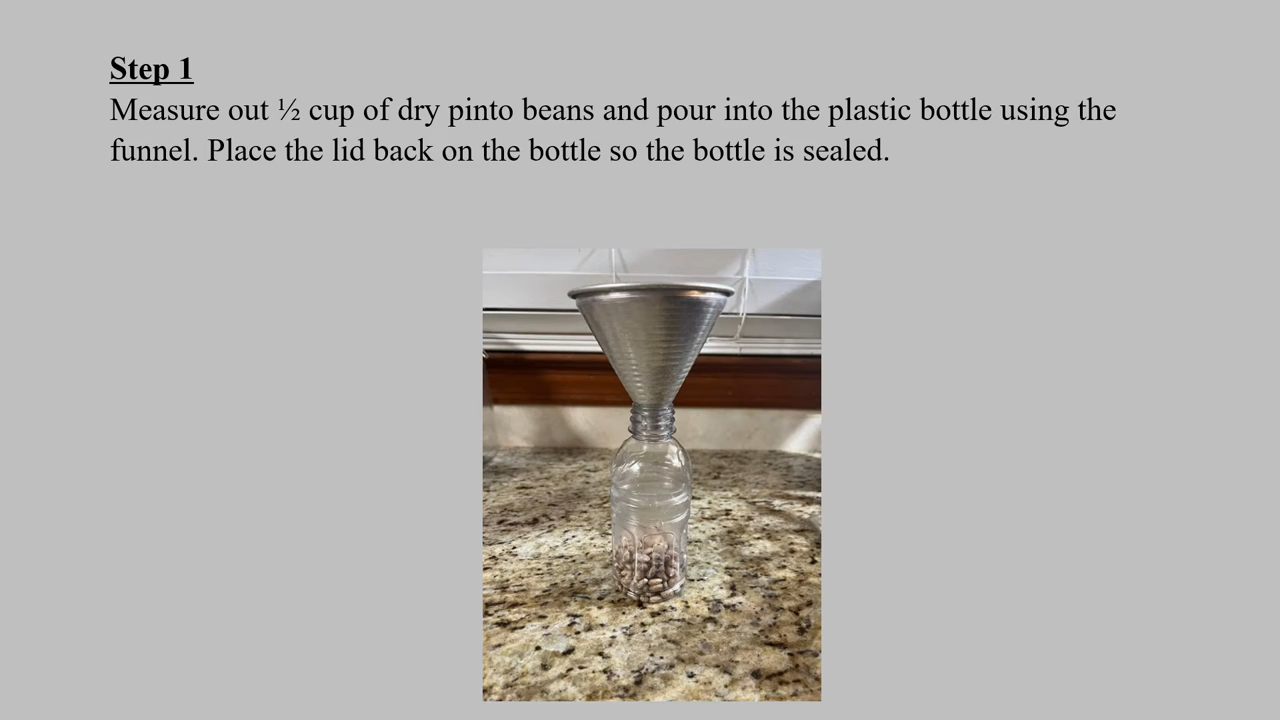 Step 1
Measure out ½ cup of dry pinto beans and pour into the plastic bottle using the
funnel. Place the lid back on the bottle so the bottle is sealed.